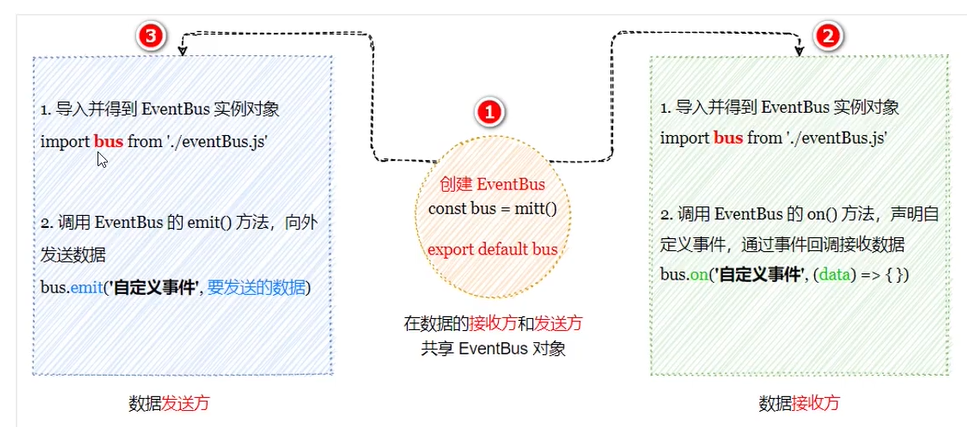 3
1. 导入并得到 EventBus 实例对象
import bus from './eventBus.js'
2. 调用 EventBus 的 emit() 方法，向外
发送数据
bus.emit('自定义事件', 要发送的数据)
数据发送方
1
创建 EventBus
const bus = mitt()
export default bus
在数据的接收方和发送方
共享 EventBus 对象
2
1. 导入并得到 EventBus 实例对象
import bus from './eventBus.js'
2. 调用 EventBus 的 on() 方法，声明自
定义事件，通过事件回调接收数据
bus.on('自定义事件', (data) => { })
数据接收方